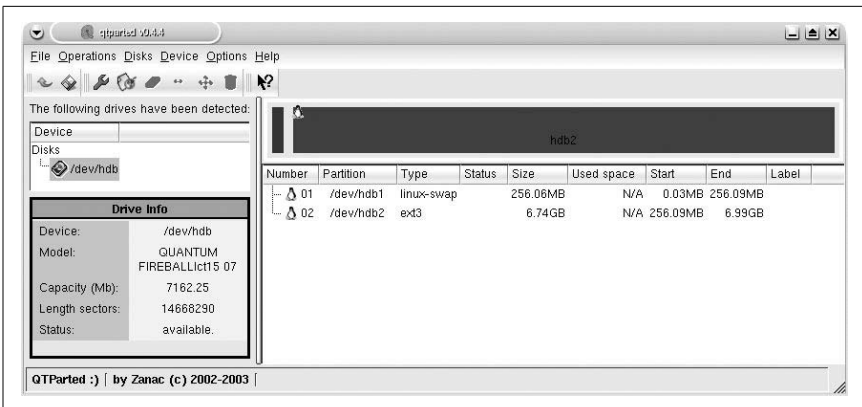 qtparted v0.4.4
File Operations Disks Device Options Help
The following drives have been detected:
Device
Disks
/dev/hdb
Drive Info
Device: /dev/hdb
Model: QUANTUM
FIREBALLlct15 07
Capacity (Mb): 7162.25
Length sectors: 14668290
Status: available.
hdb2
Number Partition Type Status Size Used space Start End Label
01 /dev/hdb1 linux-swap 256.06MB N/A 0.03MB 256.09MB
02 /dev/hdb2 ext3 6.74GB N/A 256.09MB 6.99GB
QTParted :) by Zanac (c) 2002-2003